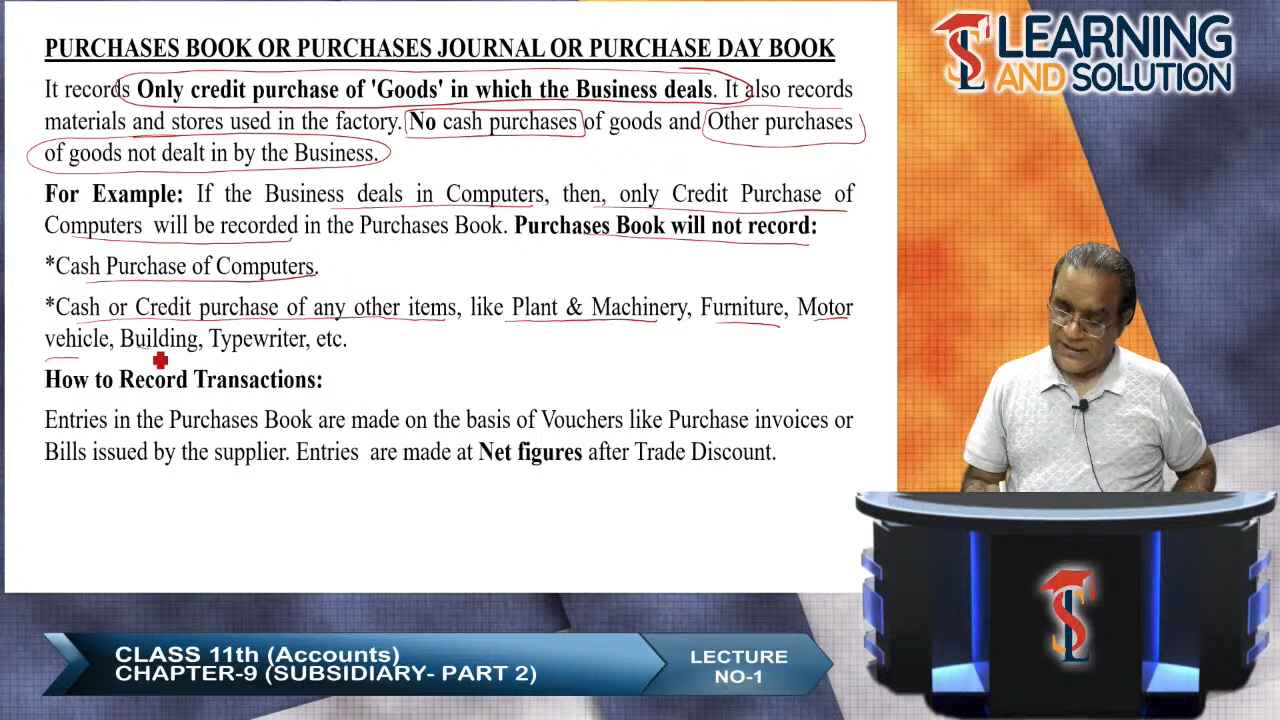 PURCHASES BOOK OR PURCHASES JOURNAL OR PURCHASE DAY BOOK
It records Only credit purchase of 'Goods' in which the Business deals. It also records
materials and stores used in the factory. No cash purchases of goods and Other purchases
of goods not dealt in by the Business.
For Example: If the Business deals in Computers, then, only Credit Purchase of
Computers will be recorded in the Purchases Book. Purchases Book will not record:
*Cash Purchase of Computers.
*Cash or Credit purchase of any other items, like Plant & Machinery, Furniture, Motor
vehicle, Building, Typewriter, etc.
How to Record Transactions:
Entries in the Purchases Book are made on the basis of Vouchers like Purchase invoices or
Bills issued by the supplier. Entries are made at Net figures after Trade Discount.
LEARNING
AND SOLUTION
SL
SL
CLASS 11th (Accounts)
CHAPTER-9 (SUBSIDIARY- PART 2)
LECTURE
NO-1